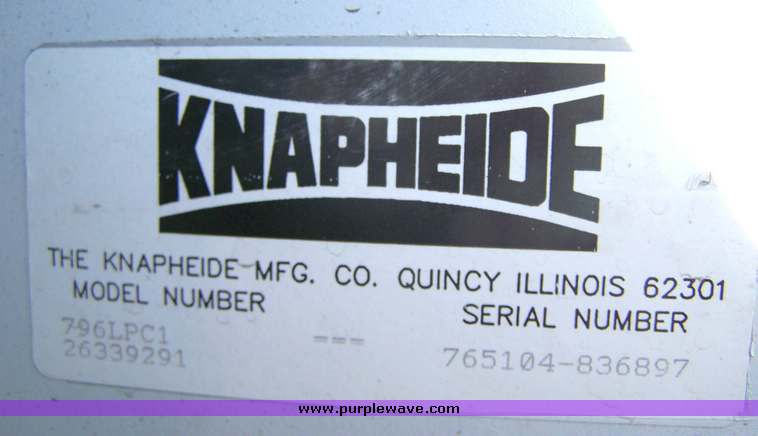 KNAPHEIDE
THE KNAPHEIDE MFG. CO. QUINCY ILLINOIS 62301
MODEL NUMBER SERIAL NUMBER
796LPC1 --- 765104-836897
26339291
www.purplewave.com